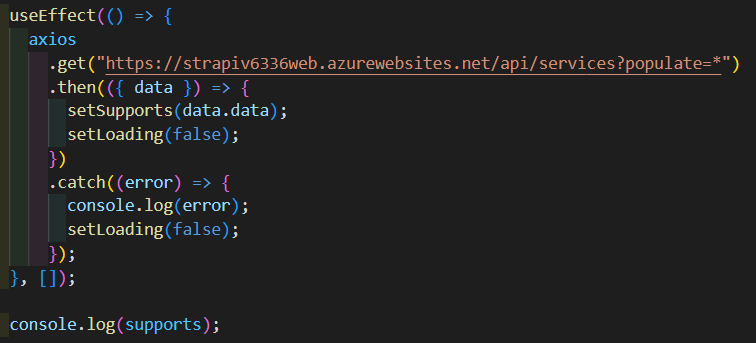 useEffect(() => {
  axios
    .get("https://strapiv6336web.azurewebsites.net/api/services?populate=*")
    .then(({ data }) => {
      setSupports(data.data);
      setLoading(false);
    })
    .catch((error) => {
      console.log(error);
      setLoading(false);
    });
}, []);

console.log(supports);